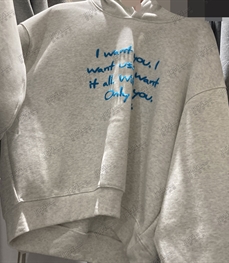 I want you. I
want us
it all. We want
Only you.